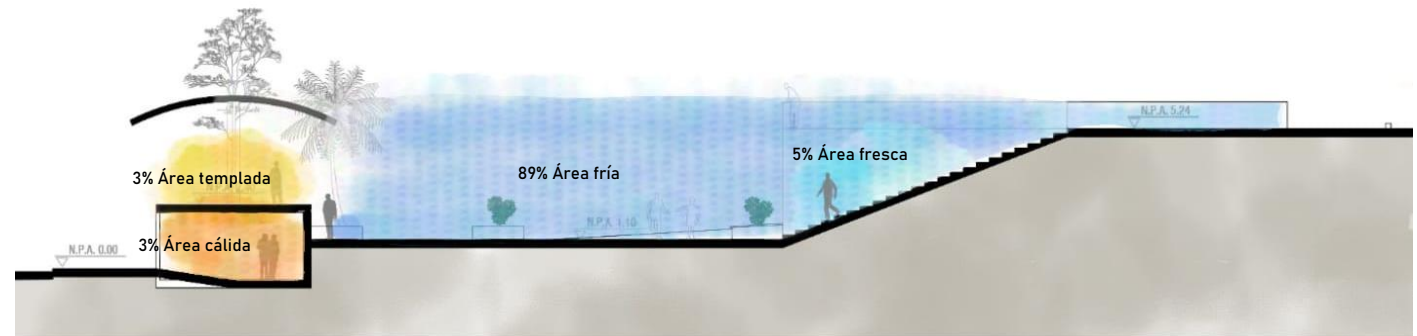 N.P.A. 5.24
5% Área fresca
89% Área fría
3% Área templada
N.P.A. 1.10
3% Área cálida
N.P.A. 0.00